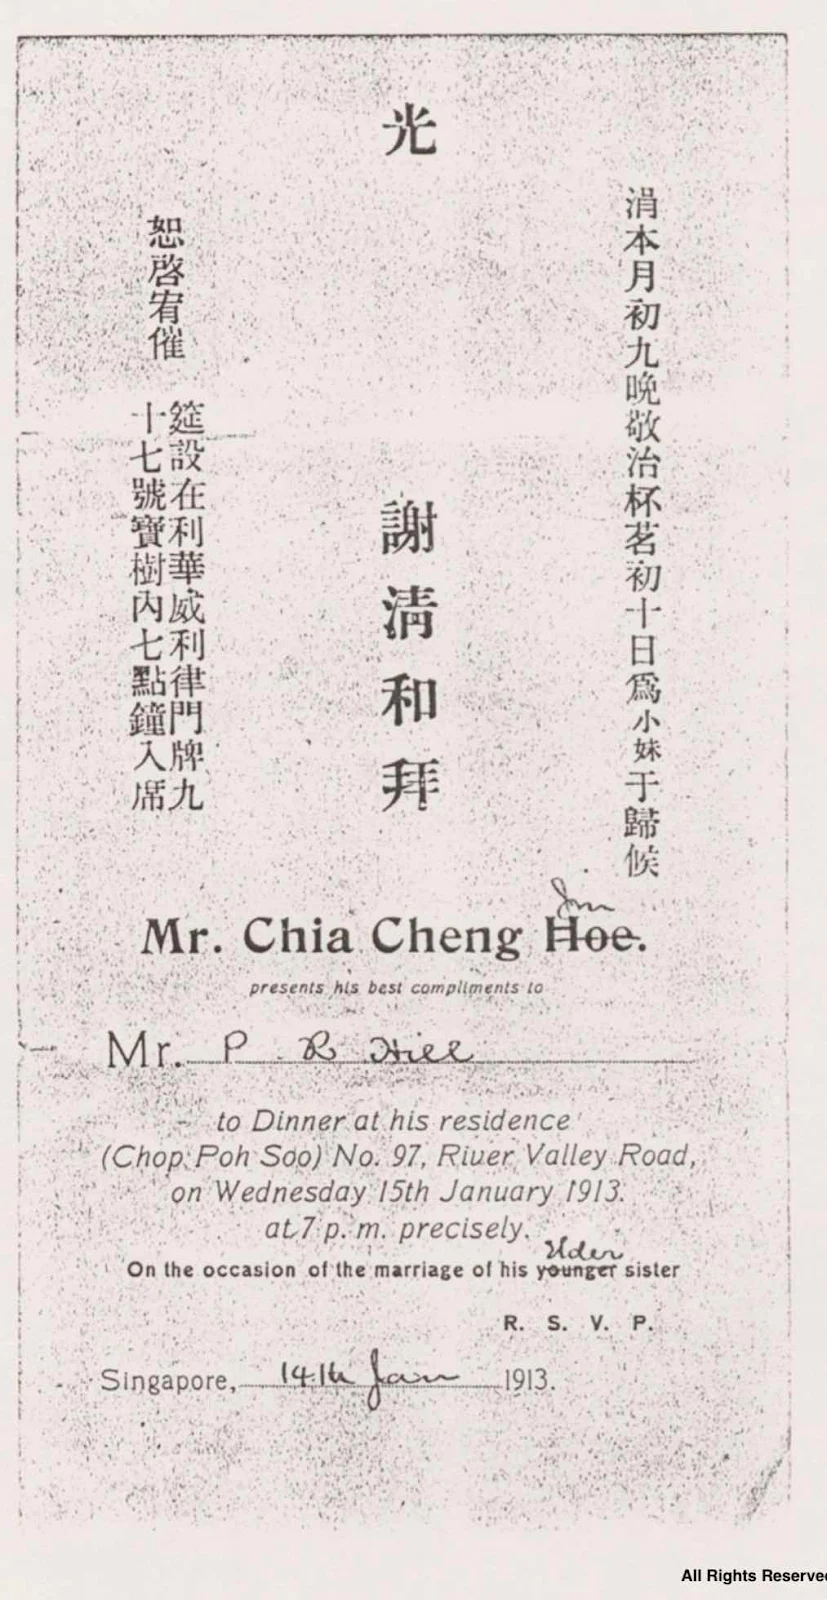 涓本月初九晩敬治杯茗初十日爲小妹于歸候
光
謝淸和拜
恕啓宥催
筵設在利華威利律門牌九
十七號寶樹內七點鐘入席
Jin
Mr. Chia Cheng Hoe.
presents his best compliments to
Mr. P R Hill
to Dinner at his residence
(Chop Poh Soo) No. 97, River Valley Road,
on Wednesday 15th January 1913.
at 7 p. m. precisely.
Elder
On the occasion of the marriage of his younger sister
R. S. V. P.
Singapore, 14th Jan 1913.
All Rights Reserved